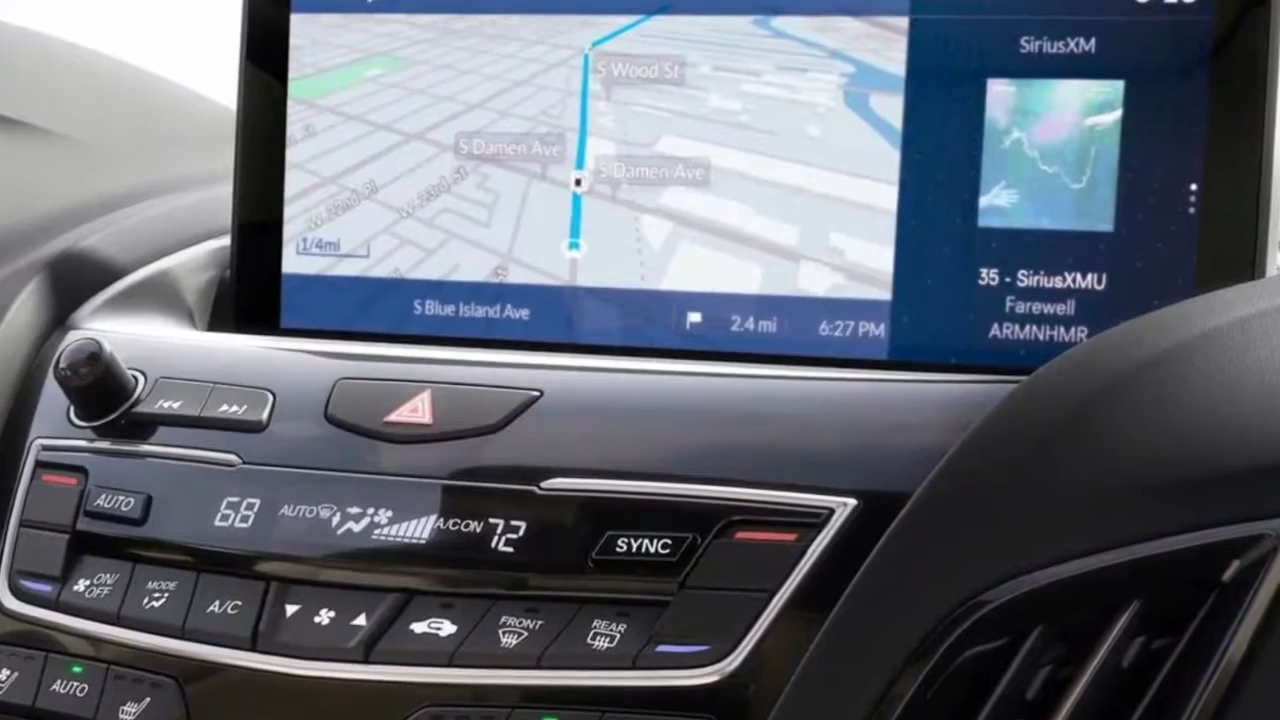 SiriusXM
S Wood St
S Damen Ave
S Damen Ave
W 22nd Pl
W 23rd St
1/4mi
S Blue Island Ave
2.4 mi
6:27 PM
35 - SiriusXMU
Farewell
ARMNHMR
AUTO
68
AUTO
A/C ON
72
SYNC
ON/OFF
MODE
A/C
FRONT
REAR
AUTO